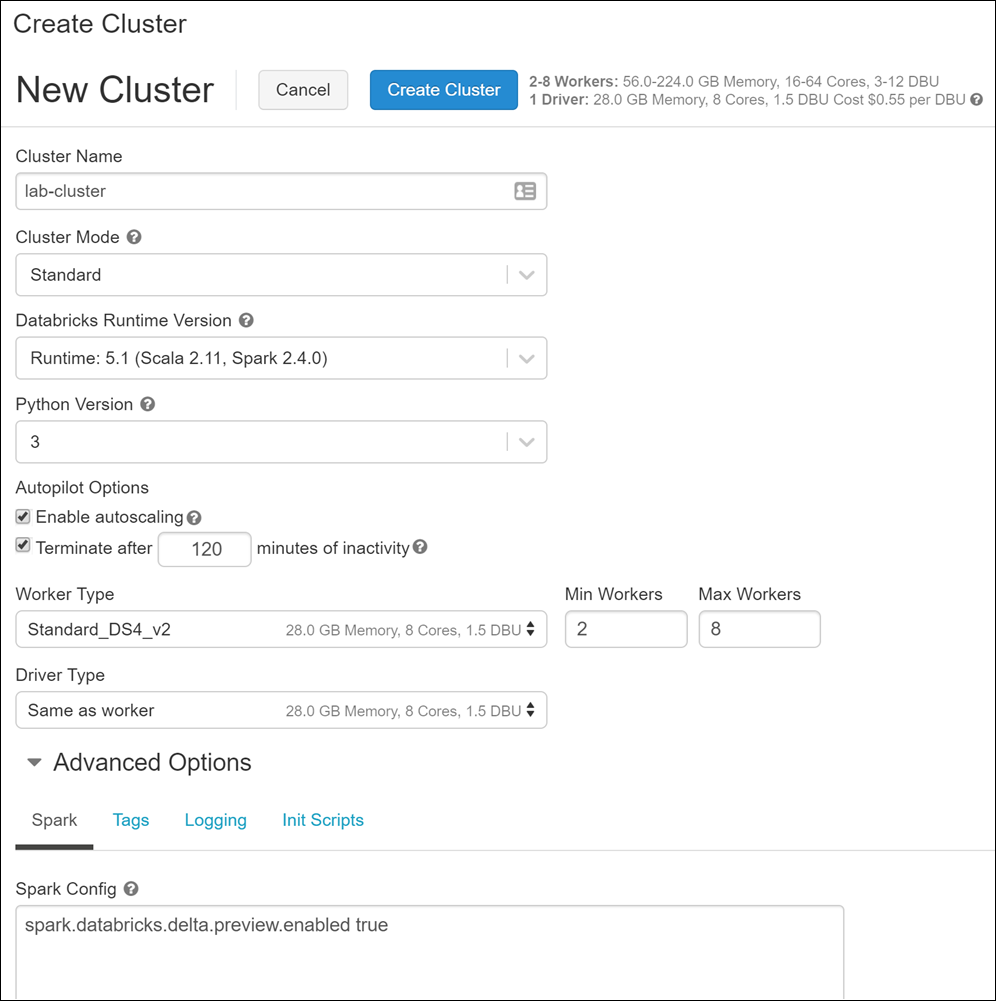 Create Cluster
New Cluster
Cancel
Create Cluster
2-8 Workers: 56.0-224.0 GB Memory, 16-64 Cores, 3-12 DBU
1 Driver: 28.0 GB Memory, 8 Cores, 1.5 DBU Cost $0.55 per DBU ?
Cluster Name
lab-cluster
Cluster Mode ?
Standard
Databricks Runtime Version ?
Runtime: 5.1 (Scala 2.11, Spark 2.4.0)
Python Version ?
3
Autopilot Options
Enable autoscaling ?
Terminate after 120 minutes of inactivity ?
Worker Type Min Workers Max Workers
Standard_DS4_v2 28.0 GB Memory, 8 Cores, 1.5 DBU 2 8
Driver Type
Same as worker 28.0 GB Memory, 8 Cores, 1.5 DBU
Advanced Options
Spark Tags Logging Init Scripts
Spark Config ?
spark.databricks.delta.preview.enabled true